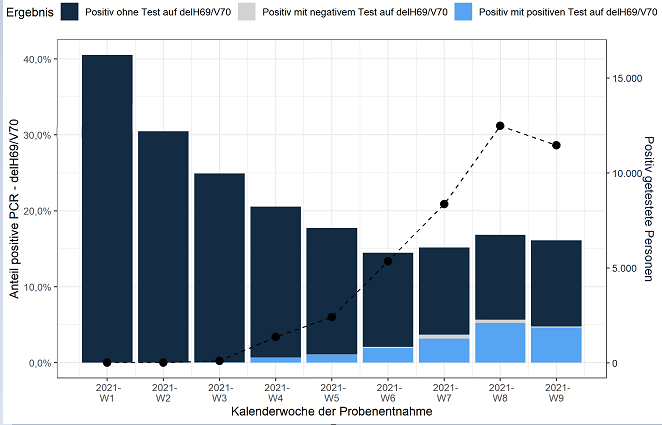 Ergebnis Positiv ohne Test auf delH69/V70 Positiv mit negativem Test auf delH69/V70 Positiv mit positiven Test auf delH69/V70
Anteil positive PCR - delH69/V70
40,0%
30,0%
20,0%
10,0%
0,0%
15.000
10.000
5.000
0
Positiv getestete Personen
2021-W1
2021-W2
2021-W3
2021-W4
2021-W5
2021-W6
2021-W7
2021-W8
2021-W9
Kalenderwoche der Probenentnahme